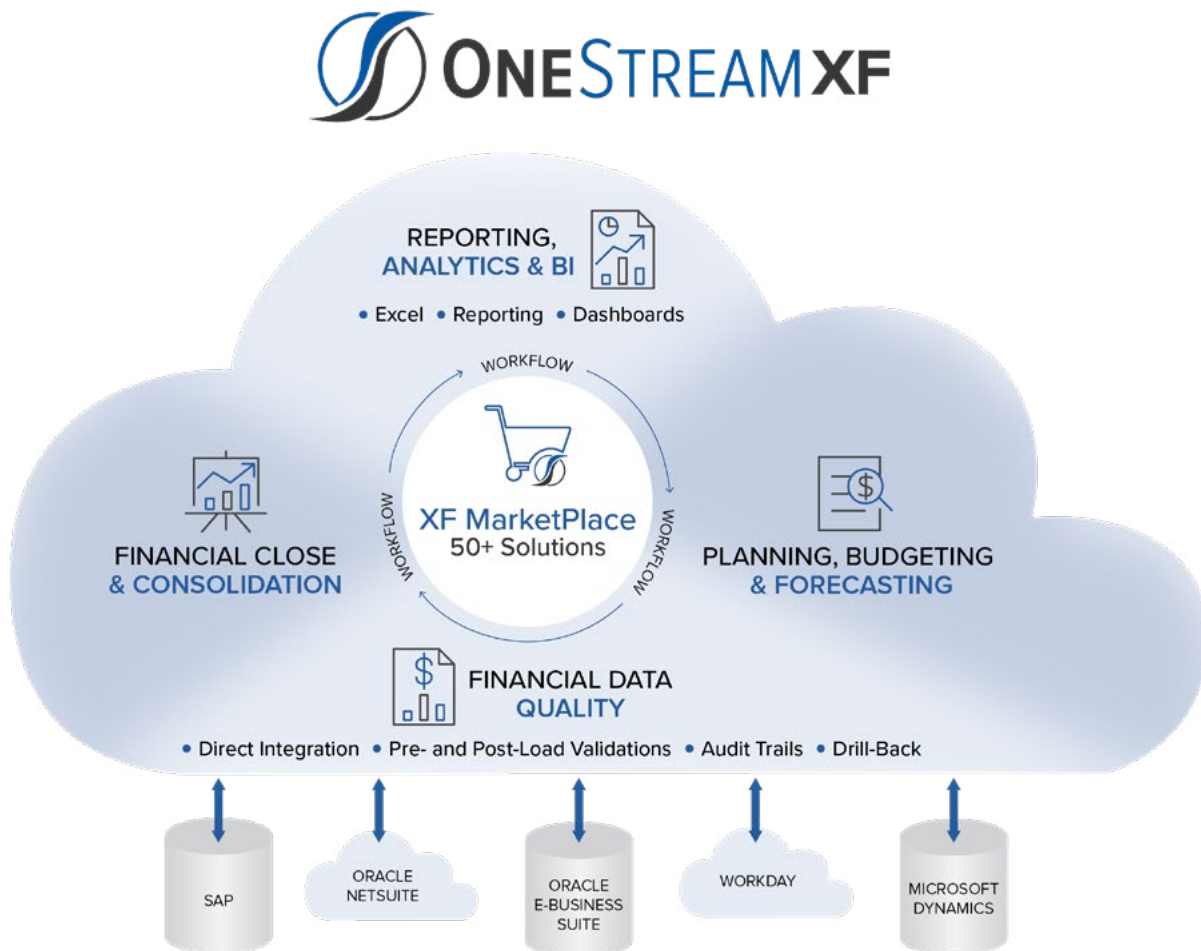 ONESTREAM XF
REPORTING,
ANALYTICS & BI
• Excel • Reporting • Dashboards
WORKFLOW
WORKFLOW
WORKFLOW
XF MarketPlace
50+ Solutions
FINANCIAL CLOSE
& CONSOLIDATION
PLANNING, BUDGETING
& FORECASTING
$
$
FINANCIAL DATA
QUALITY
• Direct Integration • Pre- and Post-Load Validations • Audit Trails • Drill-Back
SAP
ORACLE
NETSUITE
ORACLE
E-BUSINESS
SUITE
WORKDAY
MICROSOFT
DYNAMICS